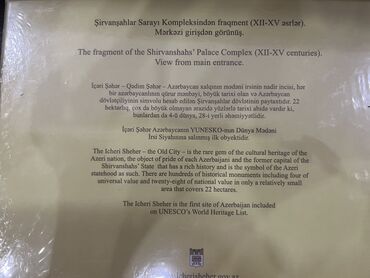 Şirvanşahlar Sarayı Kompleksindən fraqment (XII-XV əsrlər).
Mərkəzi girişdən görünüş.
The fragment of the Shirvanshahs' Palace Complex (XII-XV centuries).
View from main entrance.
İçəri Şəhər – Qədim Şəhər – Azərbaycan xalqının mədəni irsinin nadir incisi, hər
bir azərbaycanlının qürur mənbəyi, böyük tarixi olan və Azərbaycan
dövlətçiliyinin simvolu hesab edilən Şirvanşahlar dövlətinin paytaxtıdır. 22
hektarlıq, çox da böyük olmayan ərazidə yüzlərlə tarixi abidə vardır ki,
bunlardan da 4-ü dünya, 28-i yerli əhəmiyyətlidir.
İçəri Şəhər Azərbaycanın YUNESKO-nun Dünya Mədəni
İrsi Siyahısına salınmış ilk obyektidir.
The Icheri Sheher – the Old City – is the rare gem of the cultural heritage of the
Azeri nation, the object of pride of each Azerbaijani and the former capital of the
Shirvanshahs' State that has a rich history and is the symbol of the Azeri
statehood as such. There are hundreds of historical monuments including four of
universal value and twenty-eight of national value in only a relatively small
area that covers 22 hectares.
The Icheri Sheher is the first site of Azerbaijan included
on UNESCO's World Heritage List.
icherisheher.gov.az